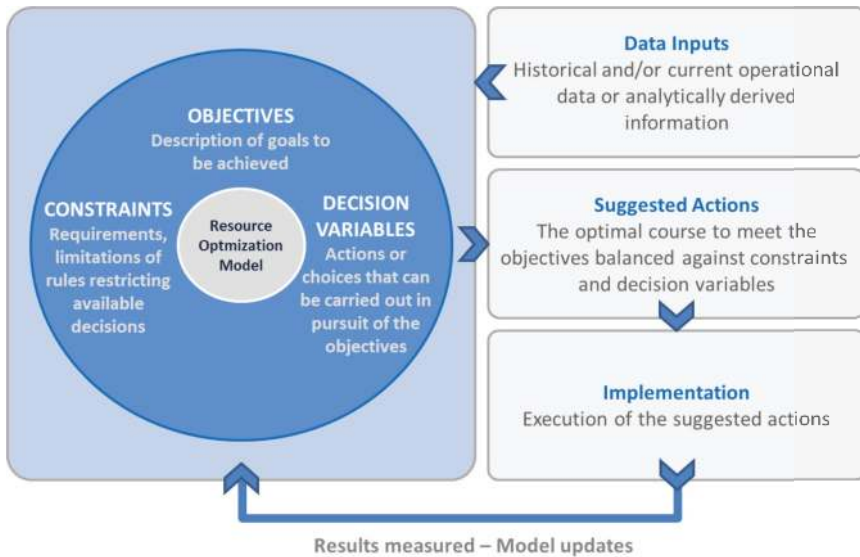 OBJECTIVES
Description of goals to
be achieved
CONSTRAINTS
Requirements,
limitations of
rules restricting
available
decisions
Resource
Optmization
Model
DECISION
VARIABLES
Actions or
choices that can
be carried out in
pursuit of the
objectives
Data Inputs
Historical and/or current operational
data or analytically derived
information
Suggested Actions
The optimal course to meet the
objectives balanced against constraints
and decision variables
Implementation
Execution of the suggested actions
Results measured – Model updates